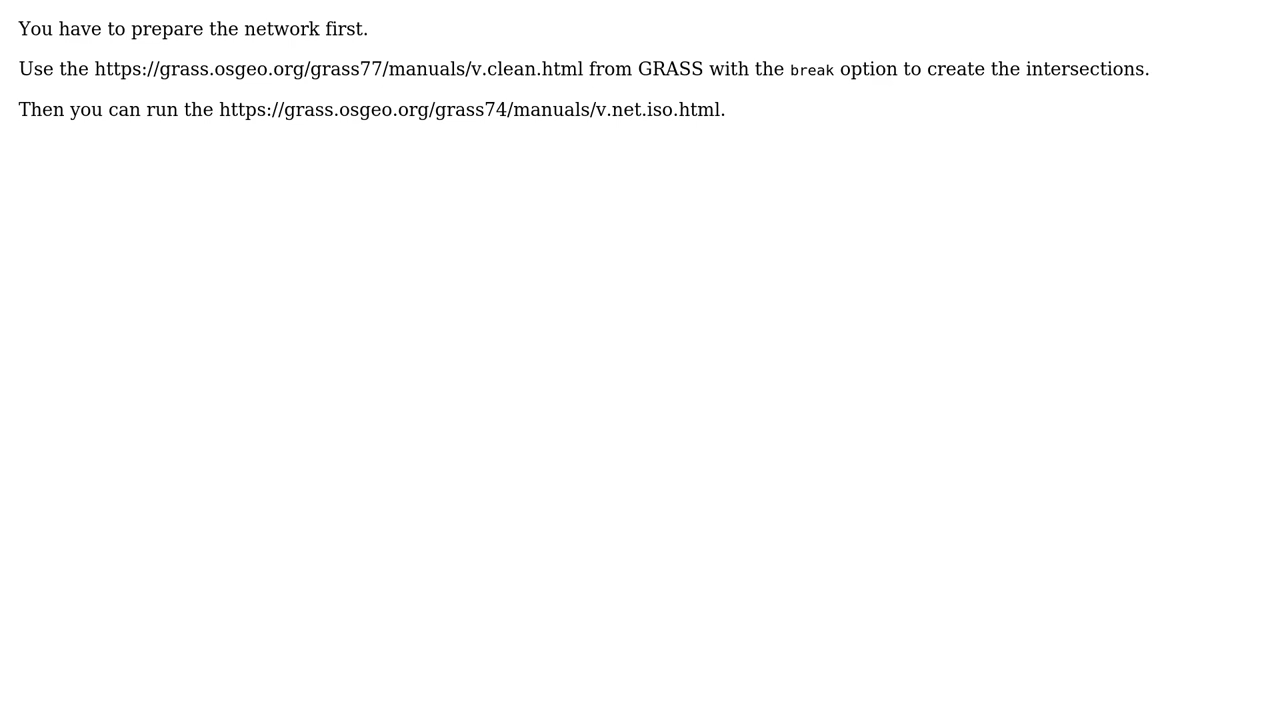 You have to prepare the network first.
Use the https://grass.osgeo.org/grass77/manuals/v.clean.html from GRASS with the break option to create the intersections.
Then you can run the https://grass.osgeo.org/grass74/manuals/v.net.iso.html.